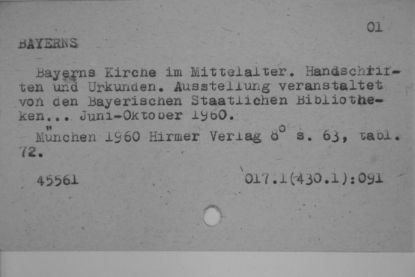 01
BAYERNS
Bayerns Kirche im Mittelalter. Handschrif-
ten und Urkunden. Ausstellung veranstaltet
von den Bayerischen Staatlichen Bibliothe-
ken... Juni-Oktober 1960.
München 1960 Hirmer Verlag 8° s. 63, tabl.
72.
45561 017.1(430.1):091